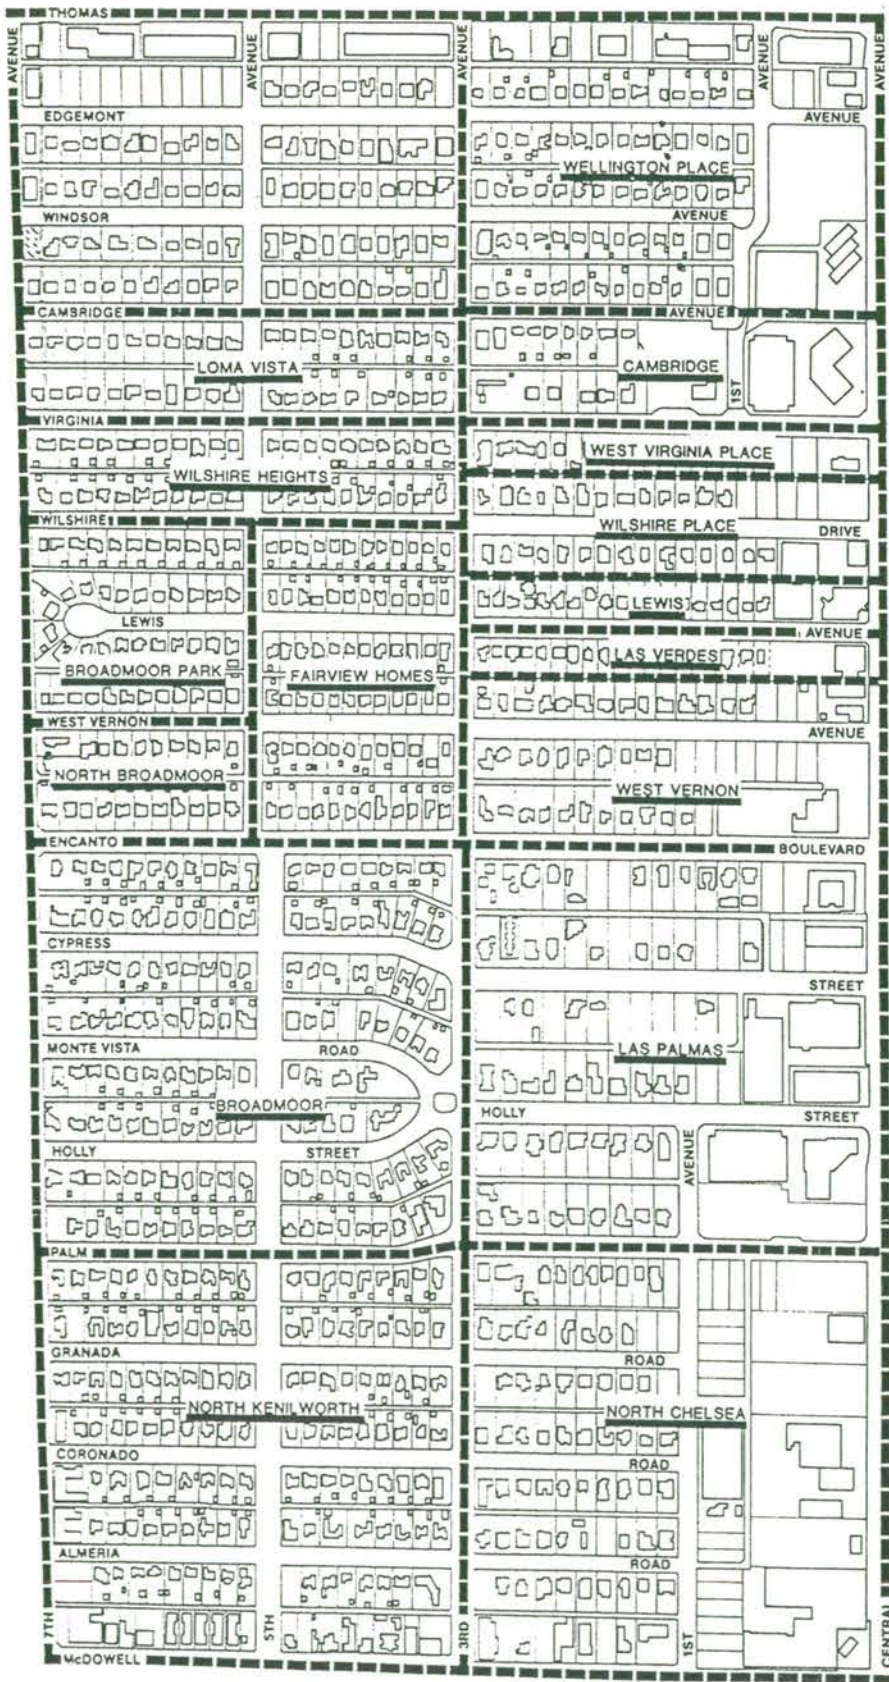 THOMAS
AVENUE
AVENUE
AVENUE
AVENUE
AVENUE
EDGEMONT
AVENUE
WELLINGTON PLACE
WINDSOR
AVENUE
CAMBRIDGE
AVENUE
LOMA VISTA
CAMBRIDGE
1ST
VIRGINIA
WEST VIRGINIA PLACE
WILSHIRE HEIGHTS
WILSHIRE
WILSHIRE PLACE
DRIVE
LEWIS
LEWIS
AVENUE
BROADMOOR PARK
FAIRVIEW HOMES
LAS VERDES
WEST VERNON
AVENUE
NORTH BROADMOOR
WEST VERNON
ENCANTO
BOULEVARD
CYPRESS
STREET
MONTE VISTA
ROAD
LAS PALMAS
BROADMOOR
HOLLY
STREET
HOLLY
STREET
AVENUE
PALM
GRANADA
ROAD
NORTH KENILWORTH
NORTH CHELSEA
CORONADO
ROAD
ALMERIA
ROAD
7TH
5TH
3RD
1ST
CENTRAL
McDOWELL